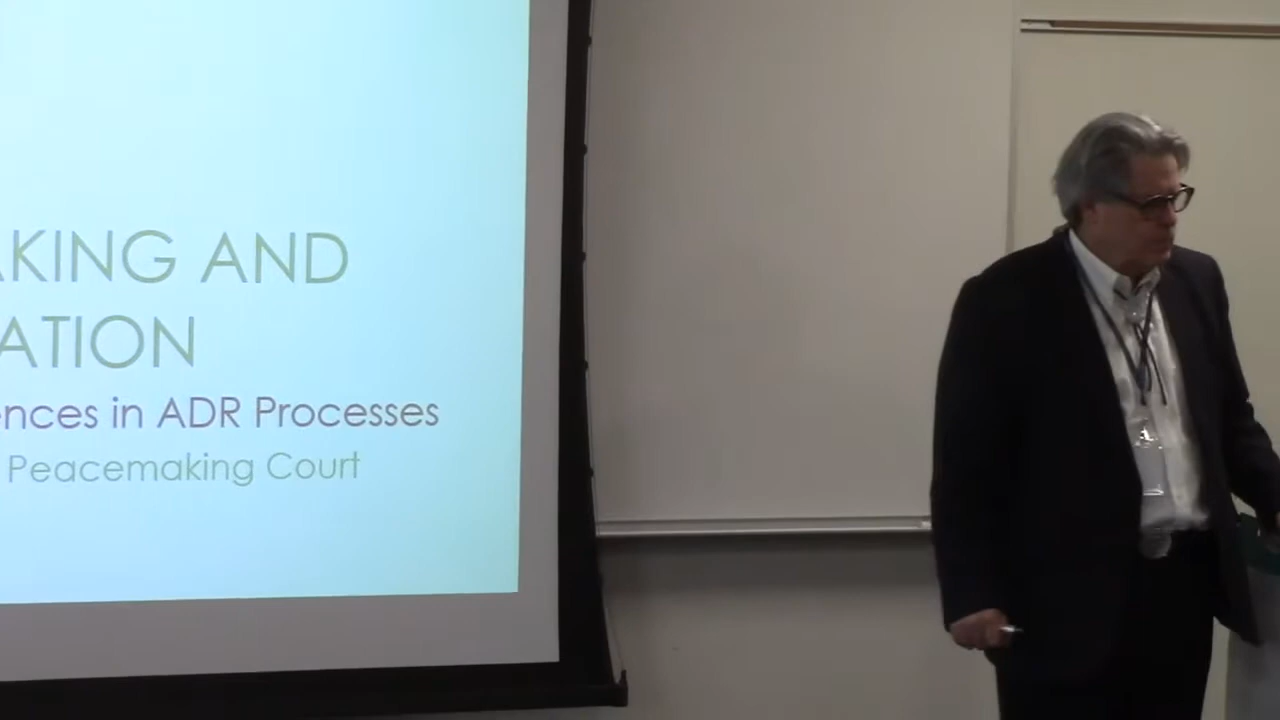 AKING AND
ATION
ences in ADR Processes
Peacemaking Court